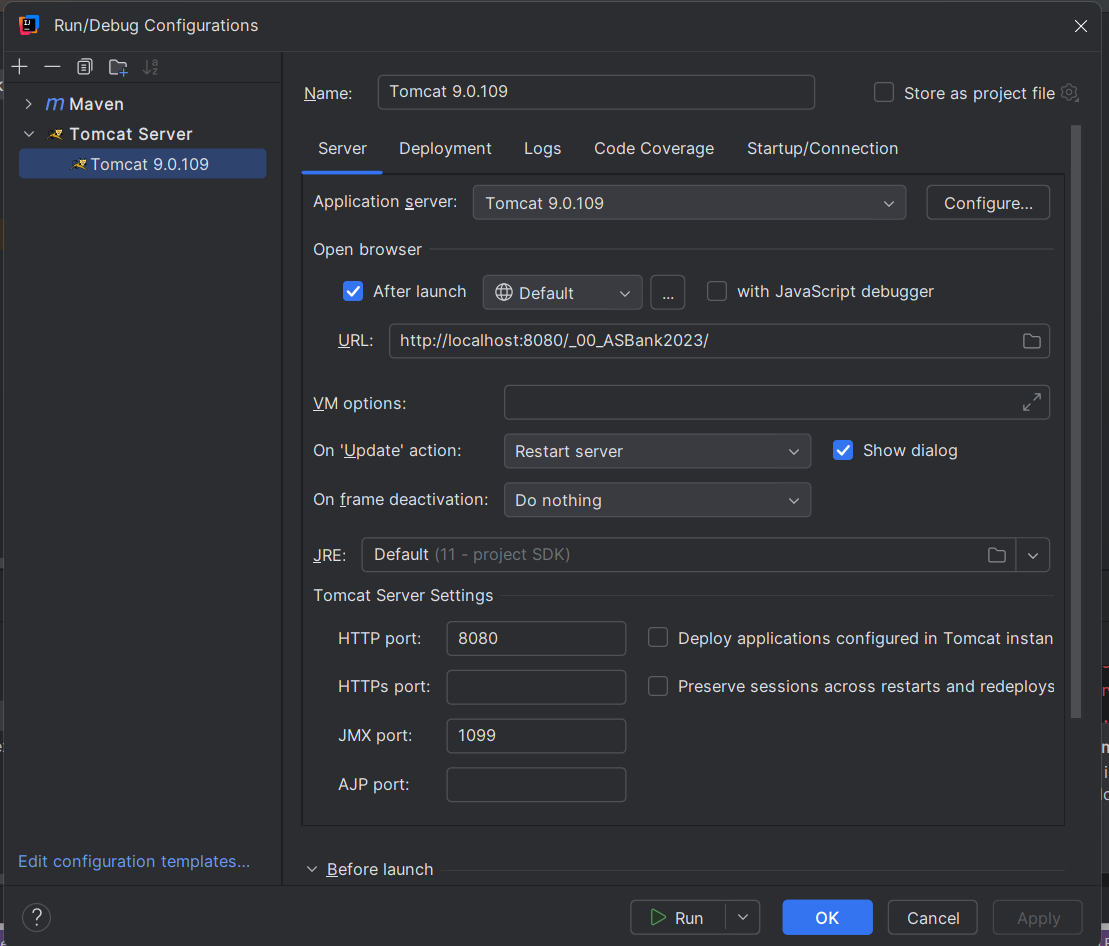 Run/Debug Configurations
Maven
Tomcat Server
Tomcat 9.0.109
Edit configuration templates...
Name: Tomcat 9.0.109
Store as project file
Server Deployment Logs Code Coverage Startup/Connection
Application server: Tomcat 9.0.109 Configure...
Open browser
After launch Default ... with JavaScript debugger
URL: http://localhost:8080/_00_ASBank2023/
VM options:
On 'Update' action: Restart server Show dialog
On frame deactivation: Do nothing
JRE: Default (11 - project SDK)
Tomcat Server Settings
HTTP port: 8080 Deploy applications configured in Tomcat instan
HTTPs port: Preserve sessions across restarts and redeploys
JMX port: 1099
AJP port:
Before launch
? Run OK Cancel Apply